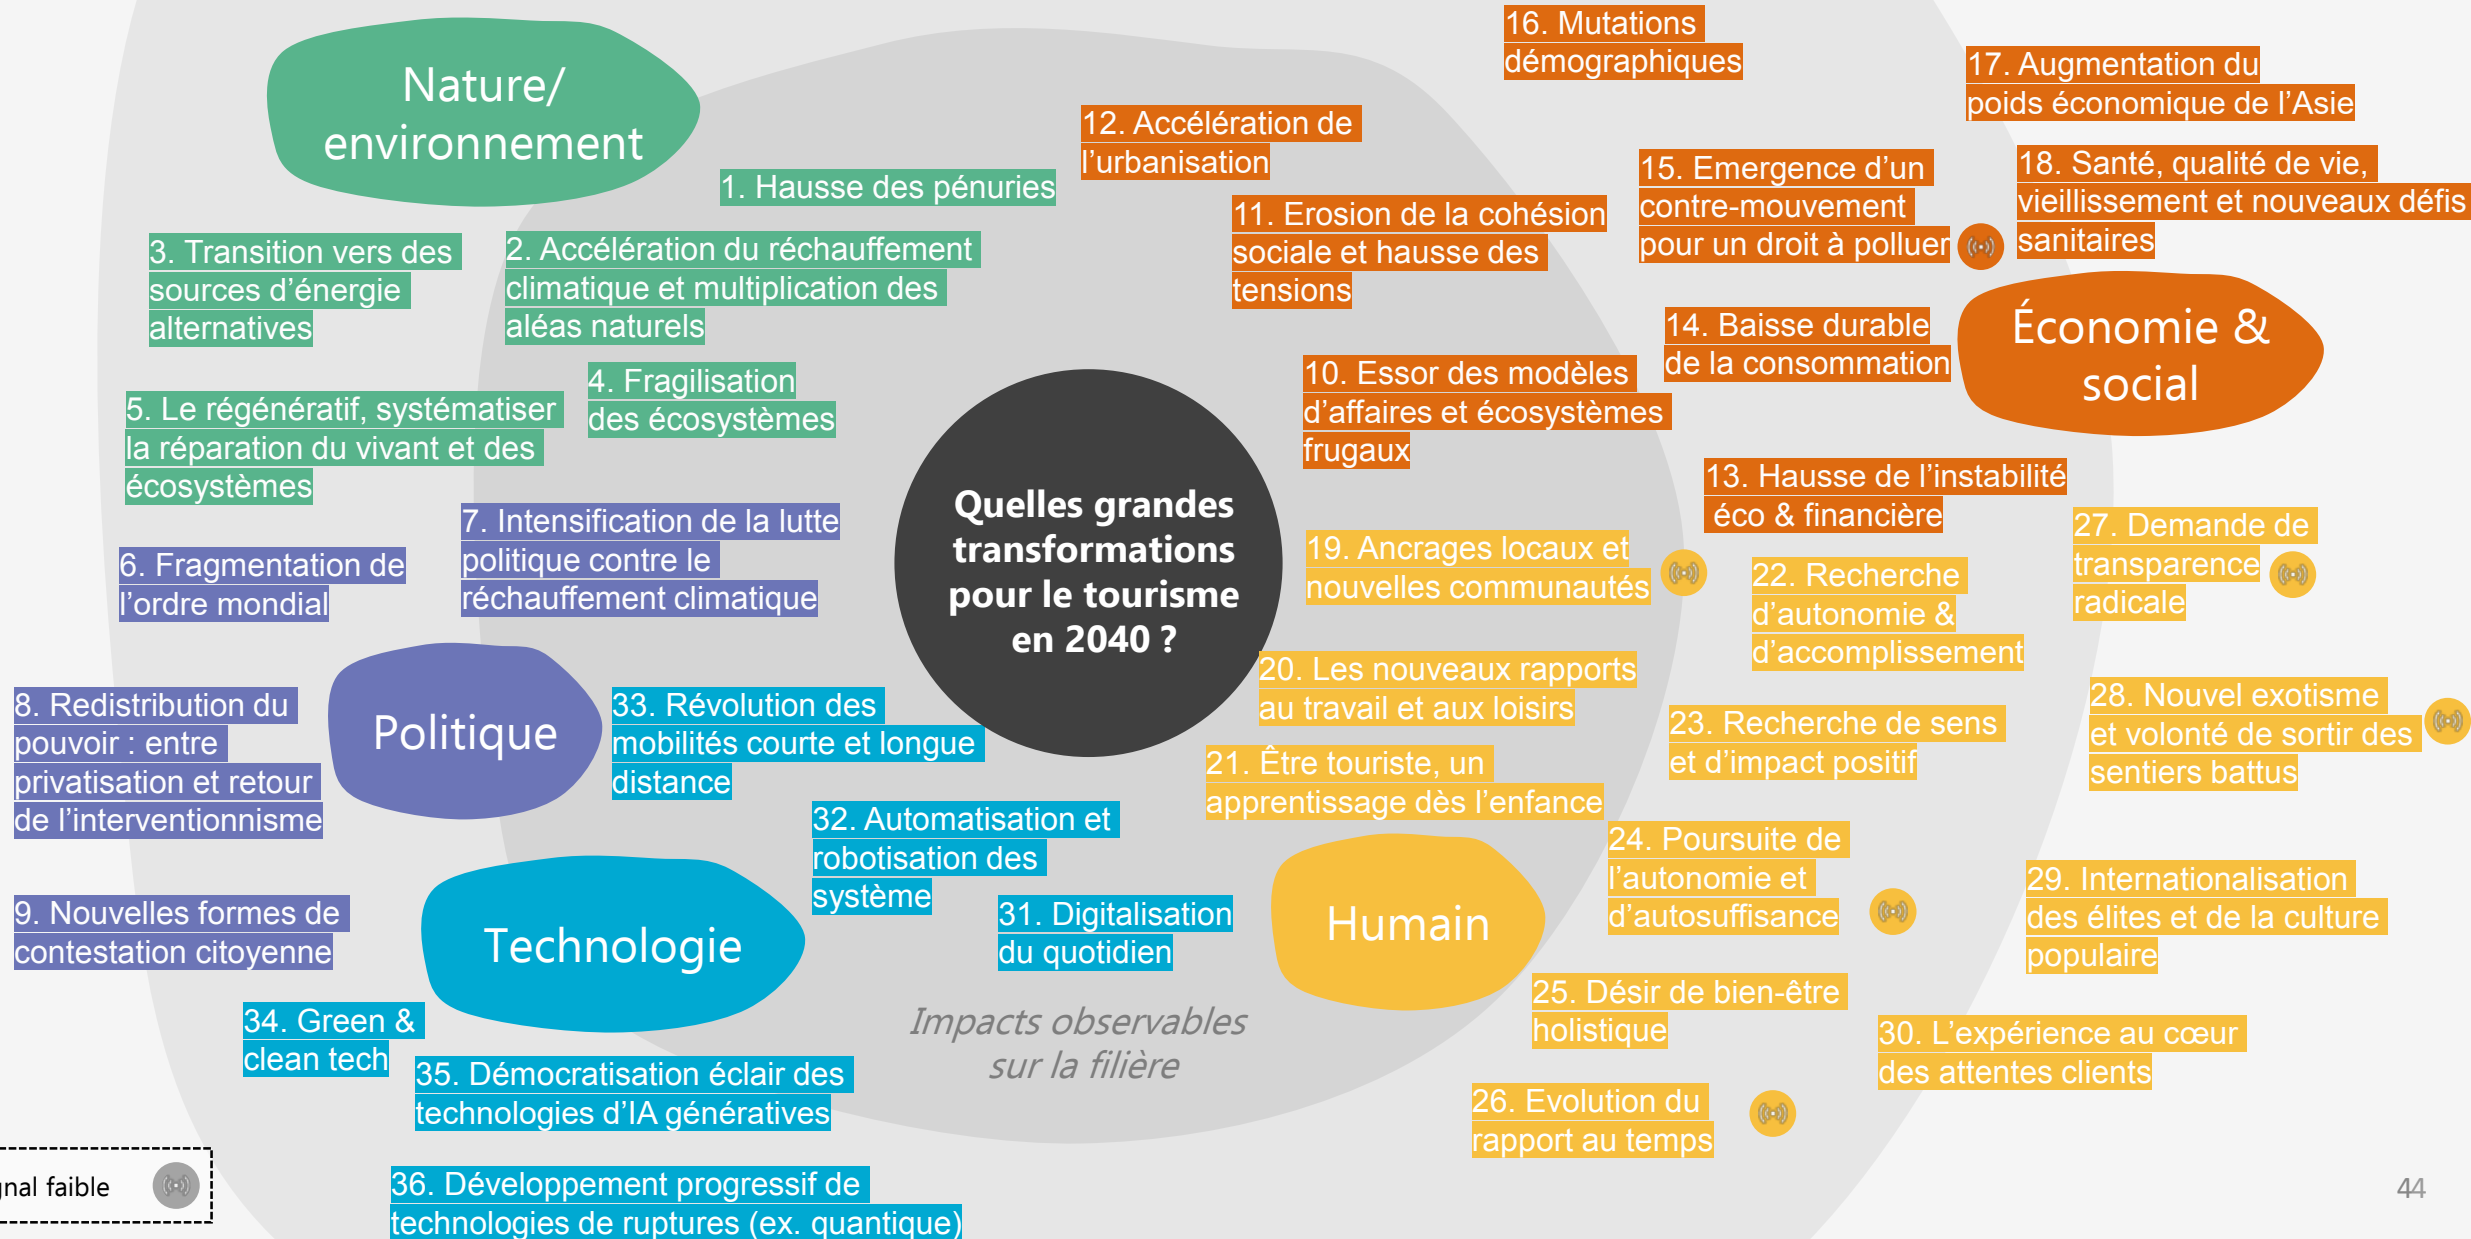 Nature/
environnement
1. Hausse des pénuries
2. Accélération du réchauffement
climatique et multiplication des
aléas naturels
3. Transition vers des
sources d’énergie
alternatives
4. Fragilisation
des écosystèmes
5. Le régénératif, systématiser
la réparation du vivant et des
écosystèmes
6. Fragmentation de
l’ordre mondial
7. Intensification de la lutte
politique contre le
réchauffement climatique
Politique
8. Redistribution du
pouvoir : entre
privatisation et retour
de l’interventionnisme
9. Nouvelles formes de
contestation citoyenne
Quelles grandes
transformations
pour le tourisme
en 2040 ?
10. Essor des modèles
d’affaires et écosystèmes
frugaux
11. Erosion de la cohésion
sociale et hausse des
tensions
12. Accélération de
l’urbanisation
13. Hausse de l’instabilité
éco & financière
14. Baisse durable
de la consommation
15. Emergence d’un
contre-mouvement
pour un droit à polluer
16. Mutations
démographiques
17. Augmentation du
poids économique de l’Asie
18. Santé, qualité de vie,
vieillissement et nouveaux défis
sanitaires
Économie &
social
19. Ancrages locaux et
nouvelles communautés
20. Les nouveaux rapports
au travail et aux loisirs
21. Être touriste, un
apprentissage dès l’enfance
22. Recherche
d’autonomie &
d’accomplissement
23. Recherche de sens
et d’impact positif
24. Poursuite de
l’autonomie et
d’autosuffisance
25. Désir de bien-être
holistique
26. Evolution du
rapport au temps
27. Demande de
transparence
radicale
28. Nouvel exotisme
et volonté de sortir des
sentiers battus
29. Internationalisation
des élites et de la culture
populaire
30. L’expérience au cœur
des attentes clients
Humain
31. Digitalisation
du quotidien
32. Automatisation et
robotisation des
système
33. Révolution des
mobilités courte et longue
distance
Technologie
34. Green &
clean tech
35. Démocratisation éclair des
technologies d’IA génératives
36. Développement progressif de
technologies de ruptures (ex. quantique)
Impacts observables
sur la filière
faible
44